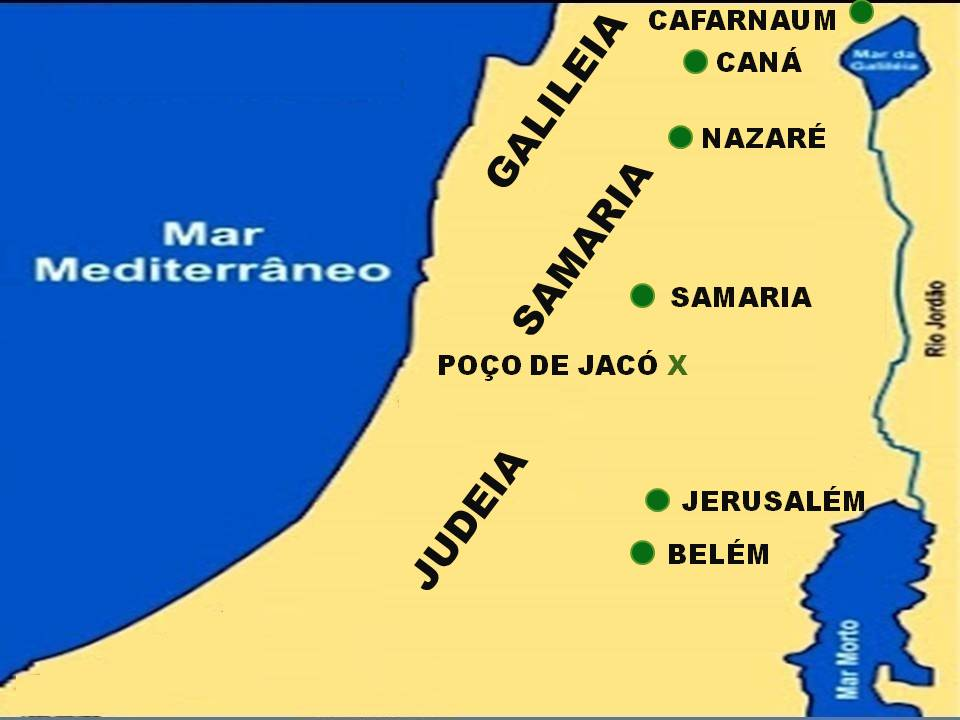 CAFARNAUM
CANÁ
Mar da
Galiléia
GALILEIA
NAZARÉ
SAMARIA
Mar
Mediterrâneo
SAMARIA
Rio Jordão
POÇO DE JACÓ X
JUDEIA
JERUSALÉM
BELÉM
Mar Morto